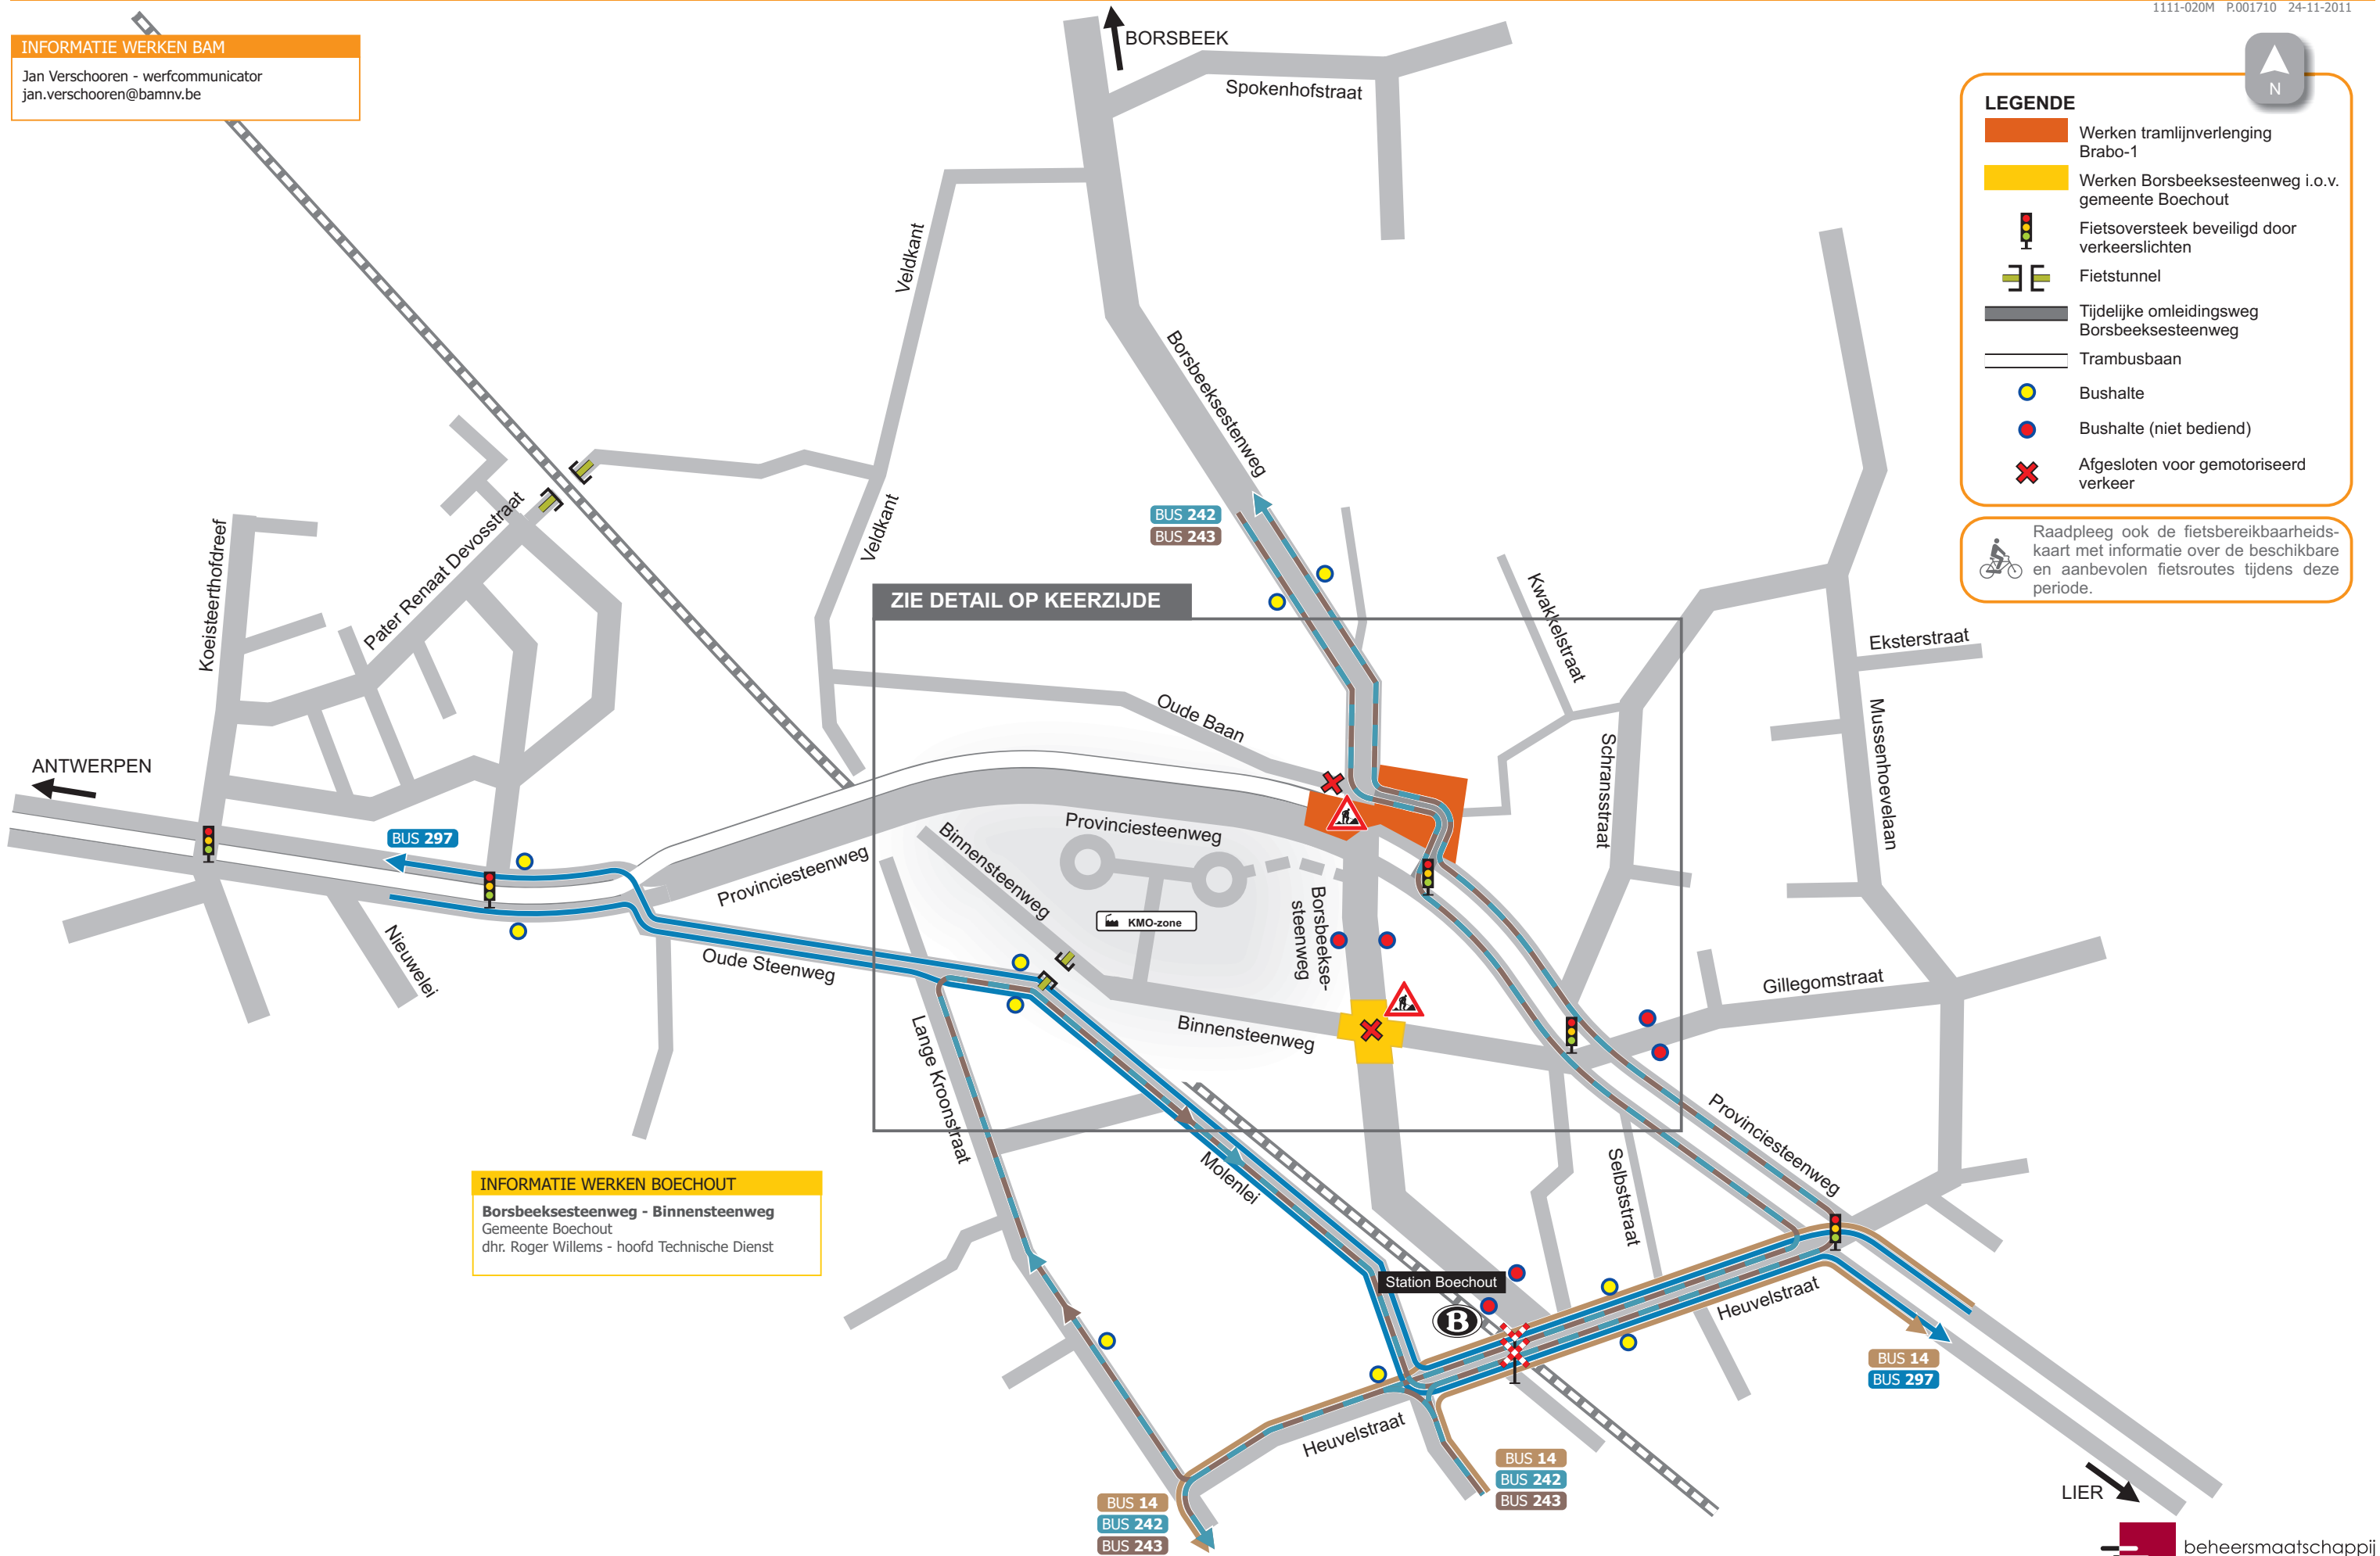 1111-020M P.001710 24-11-2011
INFORMATIE WERKEN BAM
Jan Verschooren - werfcommunicator
jan.verschooren@bamnv.be
BORSBEEK
Spokenhofstraat
N
LEGENDE
Werken tramlijnverlenging
Brabo-1
Werken Borsbeeksesteenweg i.o.v.
gemeente Boechout
Fietsoversteek beveiligd door
verkeerslichten
Fietstunnel
Tijdelijke omleidingsweg
Borsbeeksesteenweg
Trambusbaan
Bushalte
Bushalte (niet bediend)
Afgesloten voor gemotoriseerd
verkeer
Raadpleeg ook de fietsbereikbaarheids-
kaart met informatie over de beschikbare
en aanbevolen fietsroutes tijdens deze
periode.
Veldkant
Borsbeeksestenweg
BUS 242
BUS 243
Veldkant
Koeisteerthofdreef
Pater Renaat Devosstraat
ZIE DETAIL OP KEERZIJDE
Kwakkelstraat
Eksterstraat
Mussenhoevelaan
Schransstraat
Oude Baan
ANTWERPEN
BUS 297
Provinciesteenweg
Provinciesteenweg
Binnensteenweg
KMO-zone
Borsbeekse-
steenweg
Nieuwelei
Oude Steenweg
Gillegomstraat
Binnensteenweg
Lange Kroonstraat
Molenlei
Provinciesteenweg
Selbststraat
INFORMATIE WERKEN BOECHOUT
Borsbeeksesteenweg - Binnensteenweg
Gemeente Boechout
dhr. Roger Willems - hoofd Technische Dienst
Station Boechout
B
Heuvelstraat
BUS 14
BUS 297
Heuvelstraat
BUS 14
BUS 242
BUS 243
BUS 14
BUS 242
BUS 243
LIER
beheersmaatschappij